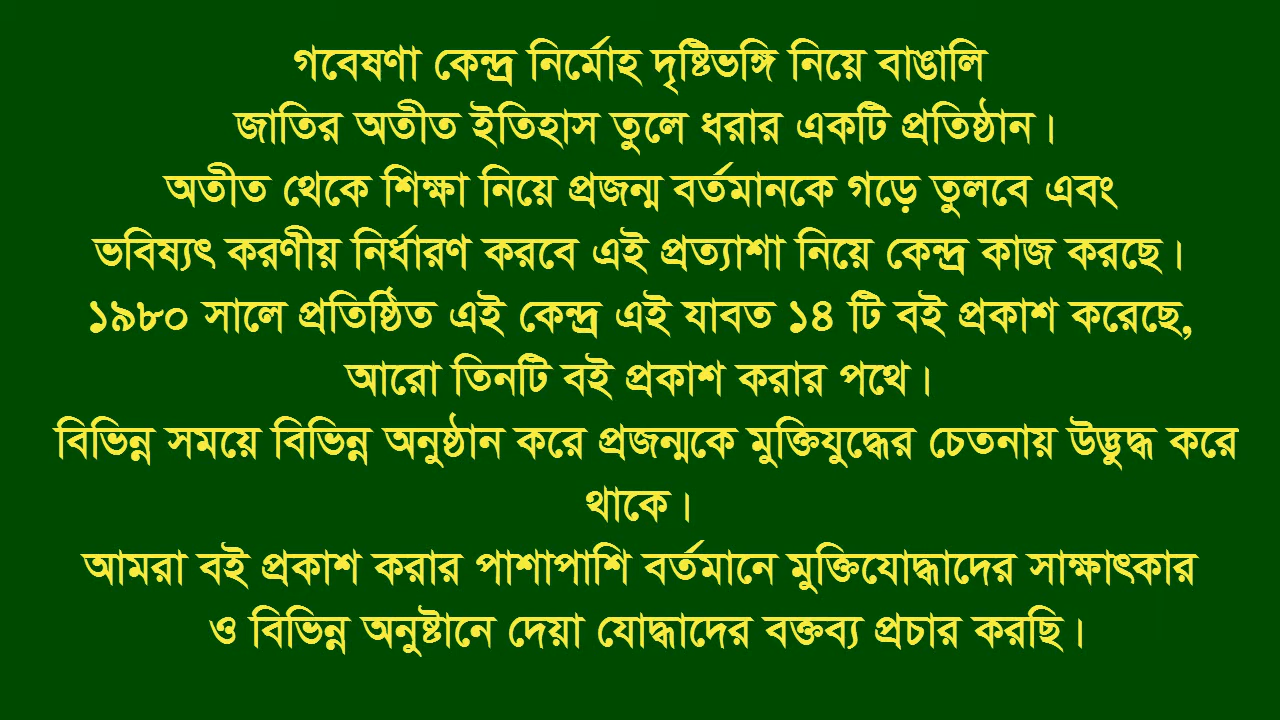 গবেষণা কেন্দ্র নির্মোহ দৃষ্টিভঙ্গি নিয়ে বাঙালি
জাতির অতীত ইতিহাস তুলে ধরার একটি প্রতিষ্ঠান।
অতীত থেকে শিক্ষা নিয়ে প্রজন্ম বর্তমানকে গড়ে তুলবে এবং
ভবিষ্যৎ করণীয় নির্ধারণ করবে এই প্রত্যাশা নিয়ে কেন্দ্র কাজ করছে।
১৯৮০ সালে প্রতিষ্ঠিত এই কেন্দ্র এই যাবত ১৪ টি বই প্রকাশ করেছে,
আরো তিনটি বই প্রকাশ করার পথে।
বিভিন্ন সময়ে বিভিন্ন অনুষ্ঠান করে প্রজন্মকে মুক্তিযুদ্ধের চেতনায় উদ্ভুদ্ধ করে
থাকে।
আমরা বই প্রকাশ করার পাশাপাশি বর্তমানে মুক্তিযোদ্ধাদের সাক্ষাৎকার
ও বিভিন্ন অনুষ্টানে দেয়া যোদ্ধাদের বক্তব্য প্রচার করছি।